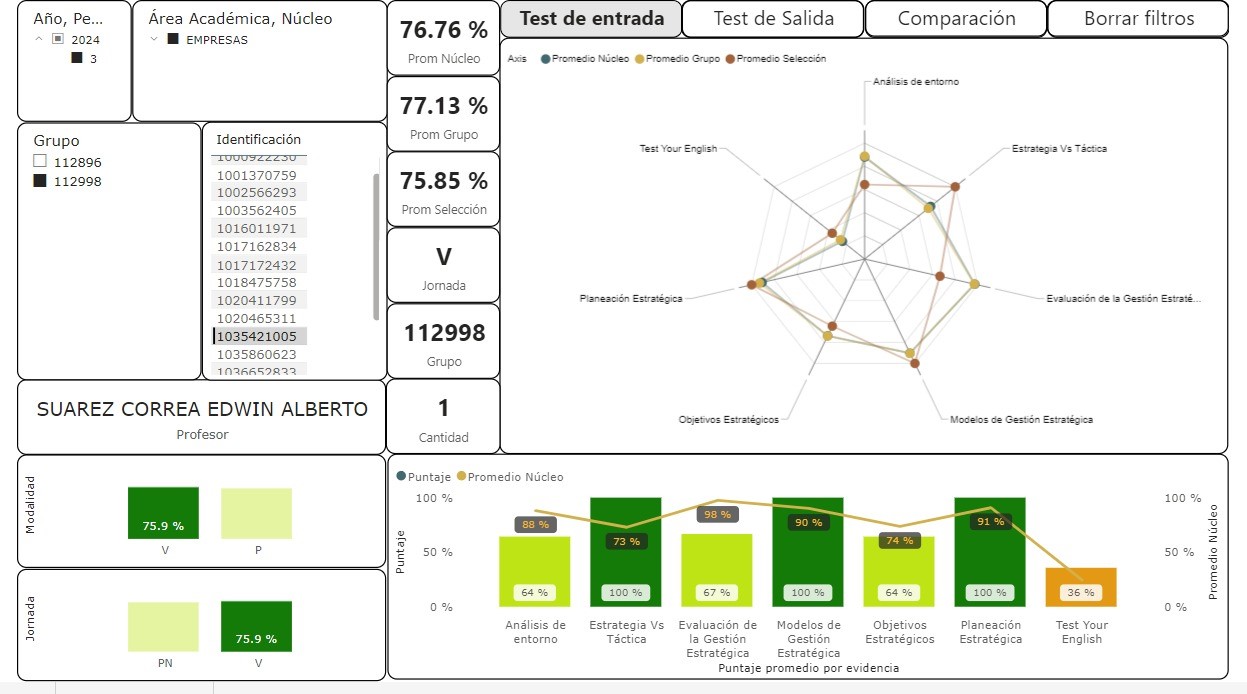 Año, Pe...
2024
3
Área Académica, Núcleo
EMPRESAS
76.76 %
Prom Núcleo
Test de entrada
Test de Salida
Comparación
Borrar filtros
Grupo
112896
112998
Identificación
1000922230
1001370759
1002566293
1003562405
1016011971
1017162834
1017172432
1018475758
1020411799
1020465311
1035421005
1035860623
1036652833
77.13 %
Prom Grupo
75.85 %
Prom Selección
V
Jornada
112998
Grupo
1
Cantidad
Axis
Promedio Núcleo
Promedio Grupo
Promedio Selección
Análisis de entorno
Test Your English
Estrategia Vs Táctica
Planeación Estratégica
Evaluación de la Gestión Estraté...
Objetivos Estratégicos
Modelos de Gestión Estratégica
SUAREZ CORREA EDWIN ALBERTO
Profesor
Modalidad
75.9 %
V
P
Jornada
75.9 %
PN
V
Puntaje
Promedio Núcleo
100 %
50 %
0 %
Puntaje
88 %
73 %
98 %
90 %
74 %
91 %
64 %
100 %
67 %
100 %
64 %
100 %
36 %
100 %
50 %
0 %
Promedio Núcleo
Análisis de
entorno
Estrategia Vs
Táctica
Evaluación de
la Gestión
Estratégica
Modelos de
Gestión
Estratégica
Objetivos
Estratégicos
Planeación
Estratégica
Test Your
English
Puntaje promedio por evidencia